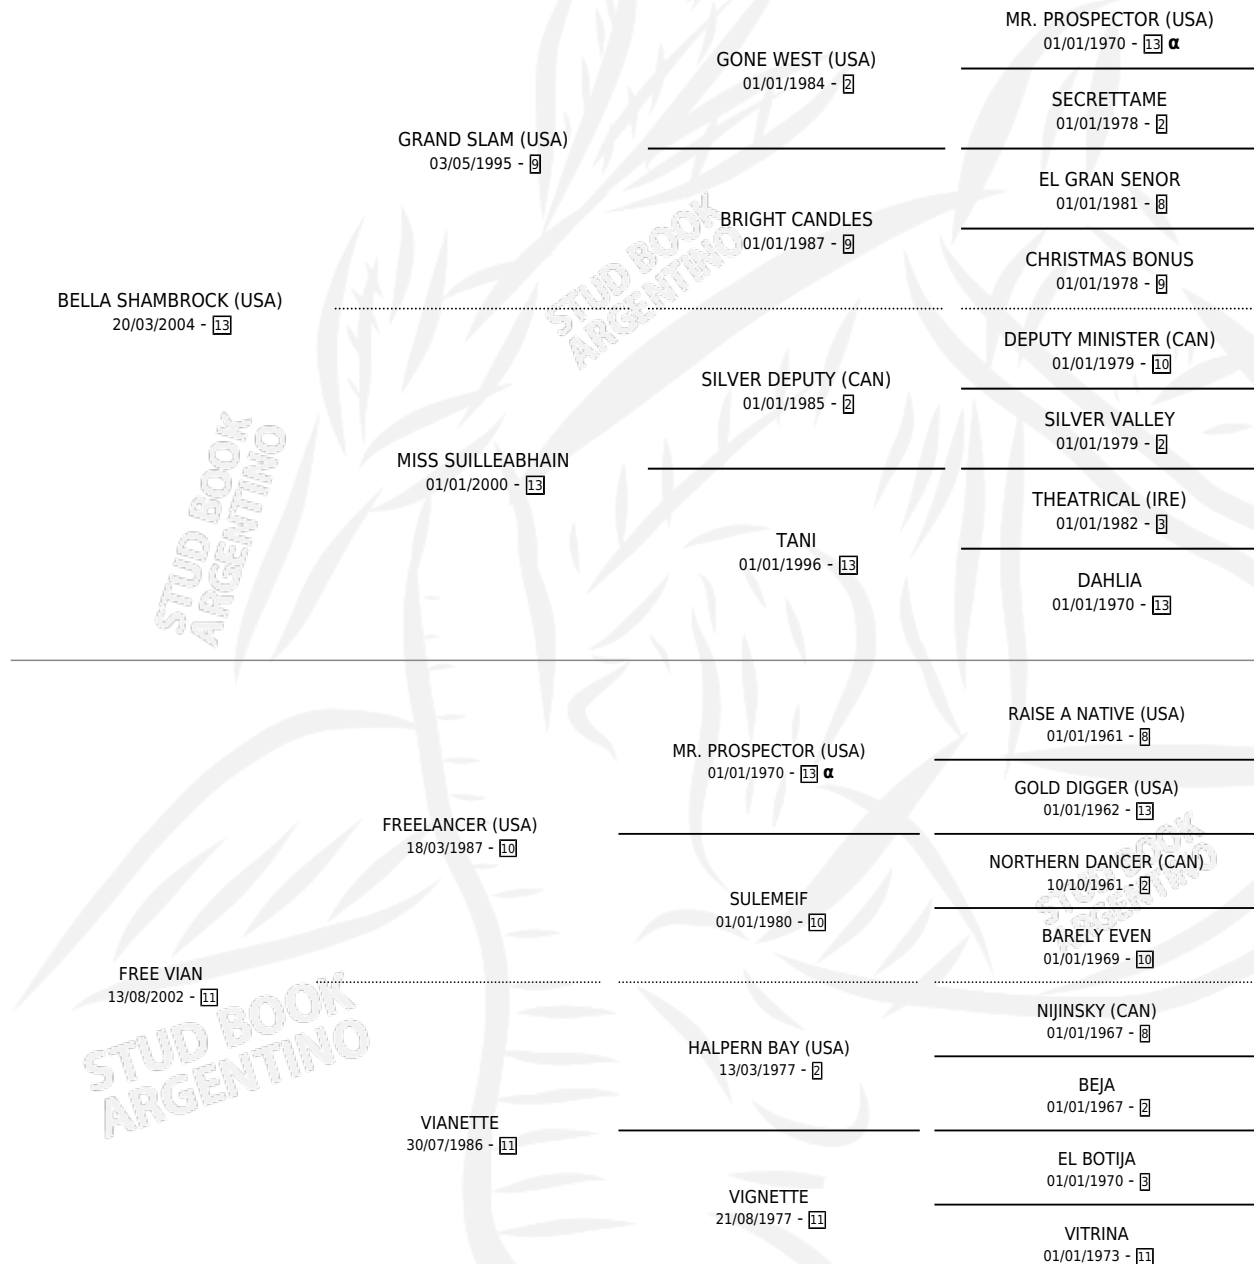 MR. PROSPECTOR (USA)
01/01/1970 - 13 α
GONE WEST (USA)
01/01/1984 - 2
SECRETTAME
01/01/1978 - 2
GRAND SLAM (USA)
03/05/1995 - 9
EL GRAN SENOR
01/01/1981 - 8
BRIGHT CANDLES
01/01/1987 - 9
CHRISTMAS BONUS
01/01/1978 - 9
BELLA SHAMBROCK (USA)
20/03/2004 - 13
DEPUTY MINISTER (CAN)
01/01/1979 - 10
SILVER DEPUTY (CAN)
01/01/1985 - 2
SILVER VALLEY
01/01/1979 - 2
MISS SUILLEABHAIN
01/01/2000 - 13
THEATRICAL (IRE)
01/01/1982 - 3
TANI
01/01/1996 - 13
DAHLIA
01/01/1970 - 13
STUD BOOK
ARGENTINO
STUD BOOK
ARGENTINO
RAISE A NATIVE (USA)
01/01/1961 - 8
MR. PROSPECTOR (USA)
01/01/1970 - 13 α
GOLD DIGGER (USA)
01/01/1962 - 13
FREELANCER (USA)
18/03/1987 - 10
NORTHERN DANCER (CAN)
10/10/1961 - 2
SULEMEIF
01/01/1980 - 10
BARELY EVEN
01/01/1969 - 10
FREE VIAN
13/08/2002 - 11
NIJINSKY (CAN)
01/01/1967 - 8
HALPERN BAY (USA)
13/03/1977 - 2
BEJA
01/01/1967 - 2
VIANETTE
30/07/1986 - 11
EL BOTIJA
01/01/1970 - 3
VIGNETTE
21/08/1977 - 11
VITRINA
01/01/1973 - 11
STUD BOOK
ARGENTINO
STUD BOOK
ARGENTINO